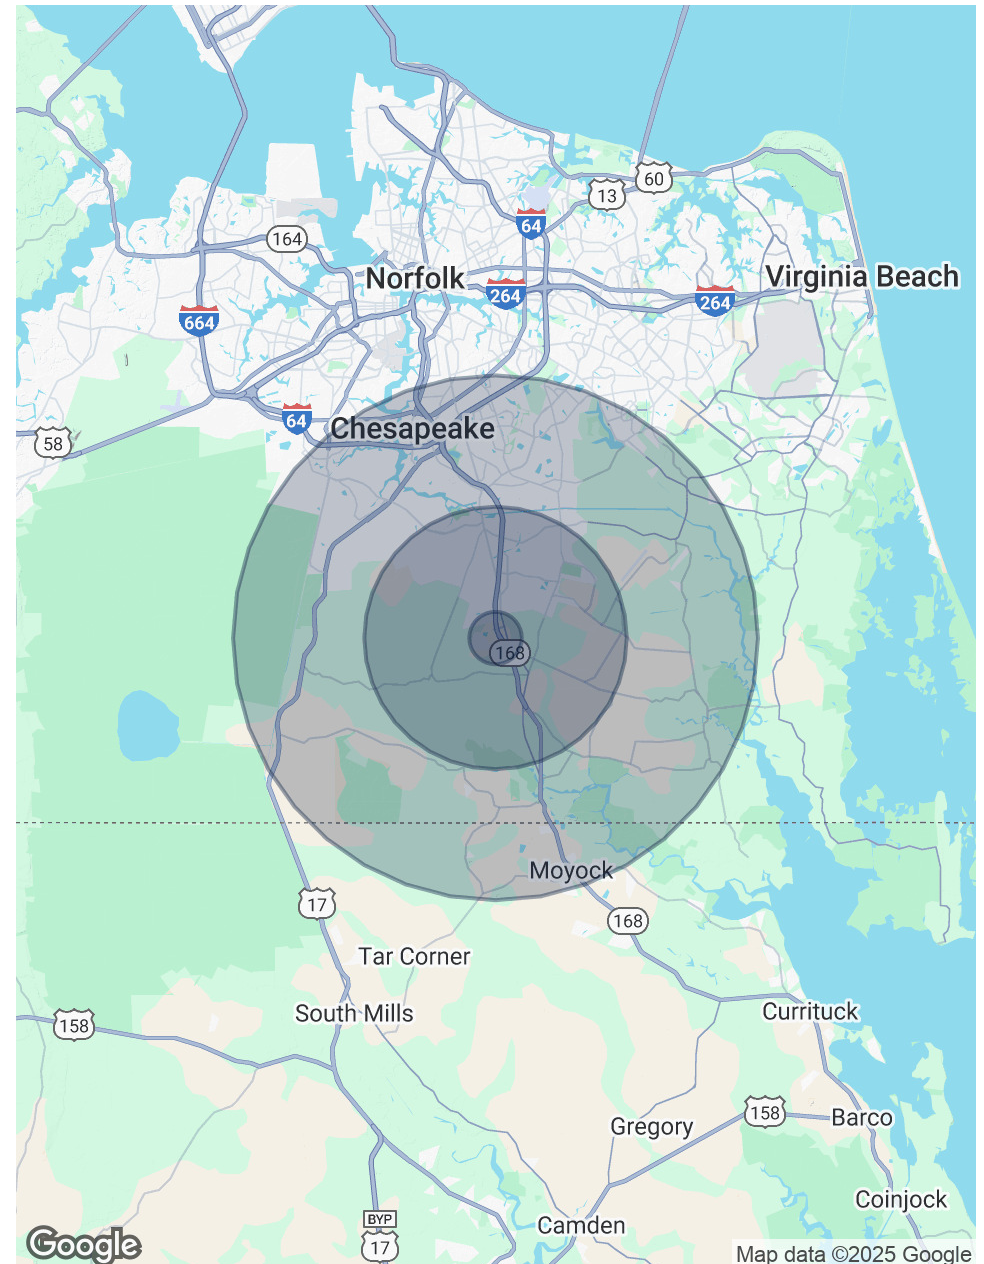 60
13
64
164
Norfolk
264
Virginia Beach
264
664
64
Chesapeake
58
168
Moyock
17
168
Tar Corner
South Mills
Currituck
158
158
Barco
Gregory
Coinjock
BYP
17
Camden
Google
Map data ©2025 Google